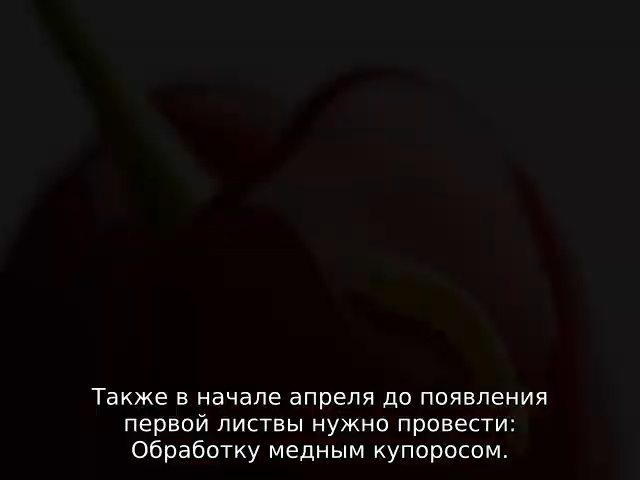 Также в начале апреля до появления
первой листвы нужно провести:
Обработку медным купоросом.